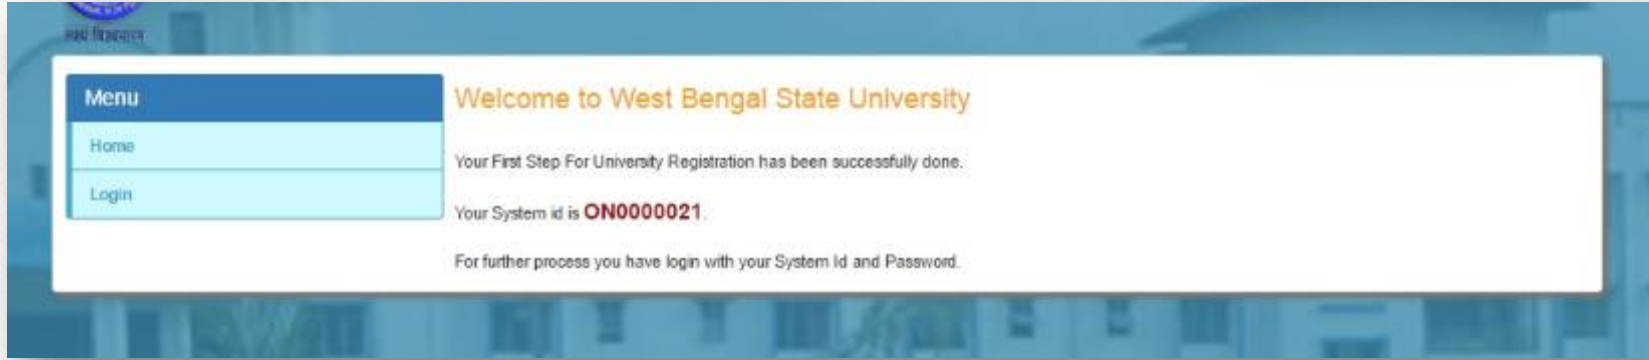 Menu
Home
Login
Welcome to West Bengal State University
Your First Step For University Registration has been successfully done.
Your System id is ON0000021.
For further process you have login with your System Id and Password.